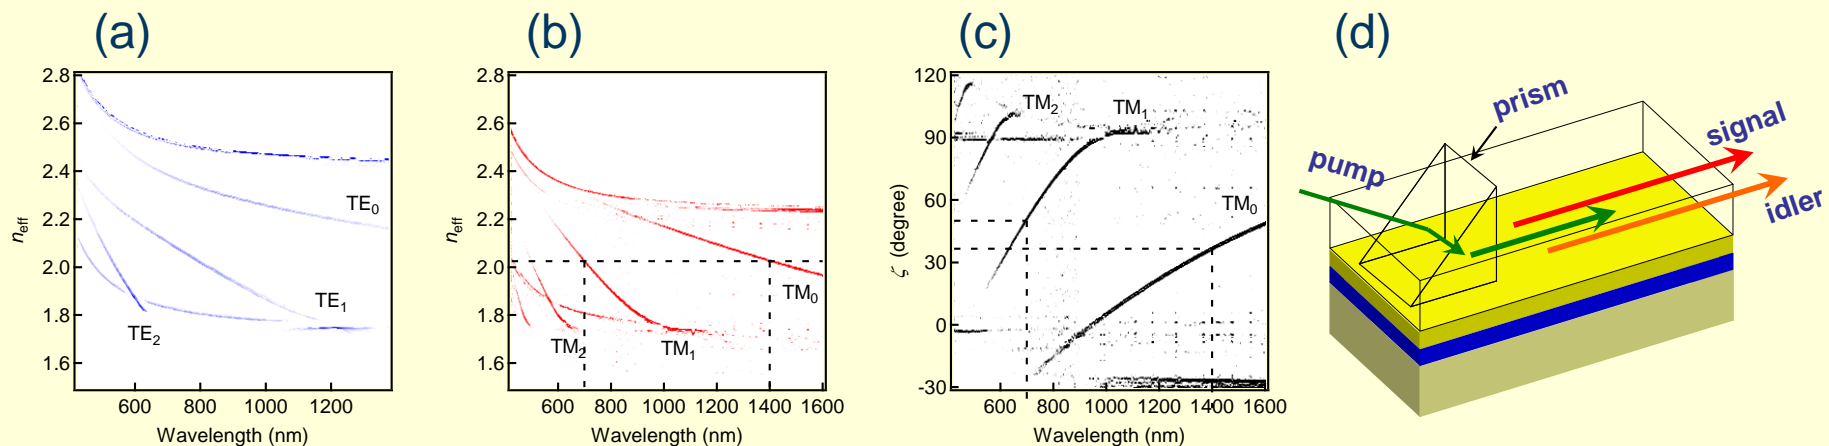 (a)
2.8
2.6
2.4
2.2
2.0
1.8
1.6
n_eff
TE₀
TE₁
TE₂
600 800 1000 1200
Wavelength (nm)
(b)
2.8
2.6
2.4
2.2
2.0
1.8
1.6
n_eff
TM₀
TM₂
TM₁
600 800 1000 1200 1400 1600
Wavelength (nm)
(c)
120
90
60
30
0
-30
ζ (degree)
TM₂
TM₁
TM₀
600 800 1000 1200 1400 1600
Wavelength (nm)
(d)
prism
signal
pump
idler